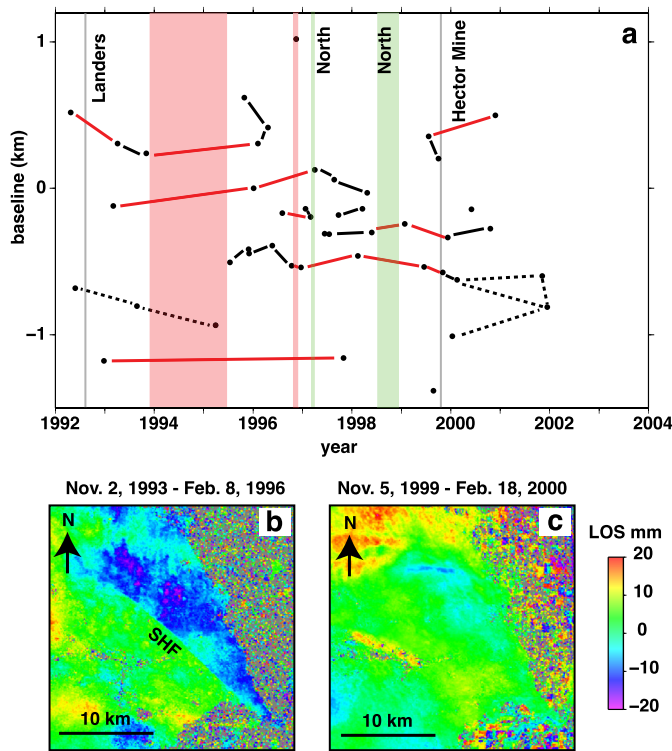 a
1
0
−1
baseline (km)
Landers
North
North
Hector Mine
1992
1994
1996
1998
2000
2002
2004
year
Nov. 2, 1993 - Feb. 8, 1996
Nov. 5, 1999 - Feb. 18, 2000
N
b
SHF
10 km
N
c
10 km
LOS mm
20
10
0
−10
−20